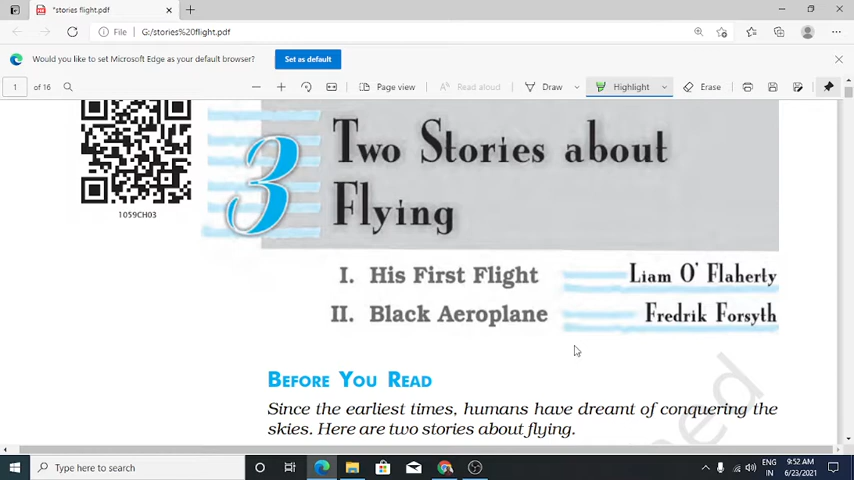 *stories flight.pdf
File
G:/stories%20flight.pdf
Would you like to set Microsoft Edge as your default browser?
Set as default
1 of 16
Page view
Read aloud
Draw
Highlight
Erase
1059CH03
3
Two Stories about
Flying
I. His First Flight Liam O' Flaherty
II. Black Aeroplane Fredrik Forsyth
BEFORE YOU READ
Since the earliest times, humans have dreamt of conquering the
skies. Here are two stories about flying.
Type here to search
ENG
IN
9:52 AM
6/23/2021